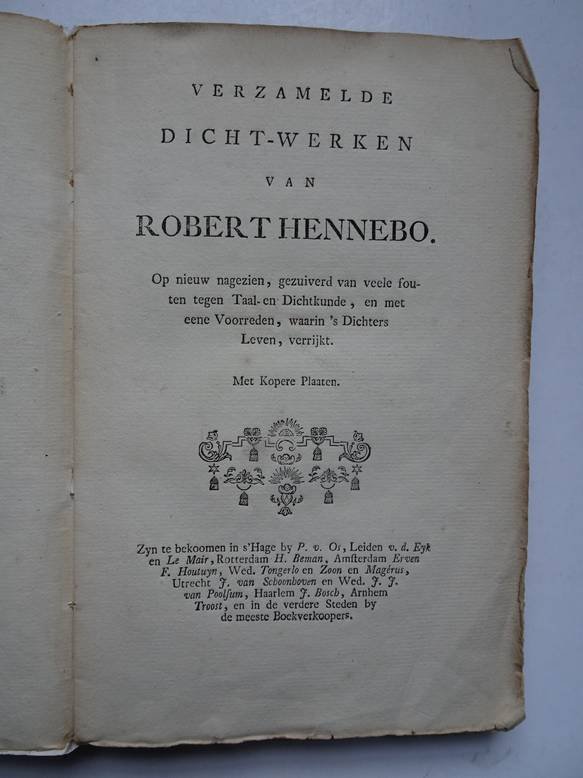 VERZAMELDE
DICHT-WERKEN
VAN
ROBERT HENNEBO.
Op nieuw nagezien, gezuiverd van veele fou-
ten tegen Taal- en Dichtkunde, en met
eene Voorreden, waarin 's Dichters
Leven, verrijkt.
Met Kopere Plaaten.
Zyn te bekoomen in s'Hage by P. v. Os, Leiden v. d. Eyk
en Le Mair, Rotterdam H. Beman, Amſterdam Erven
F. Houtuyn, Wed. Tongerlo en Zoon en Magérus,
Utrecht J. van Schoonhoven en Wed. J. J.
van Poolſum, Haarlem J. Bosch, Arnhem
Troost, en in de verdere Steden by
de meeste Boekverkoopers.